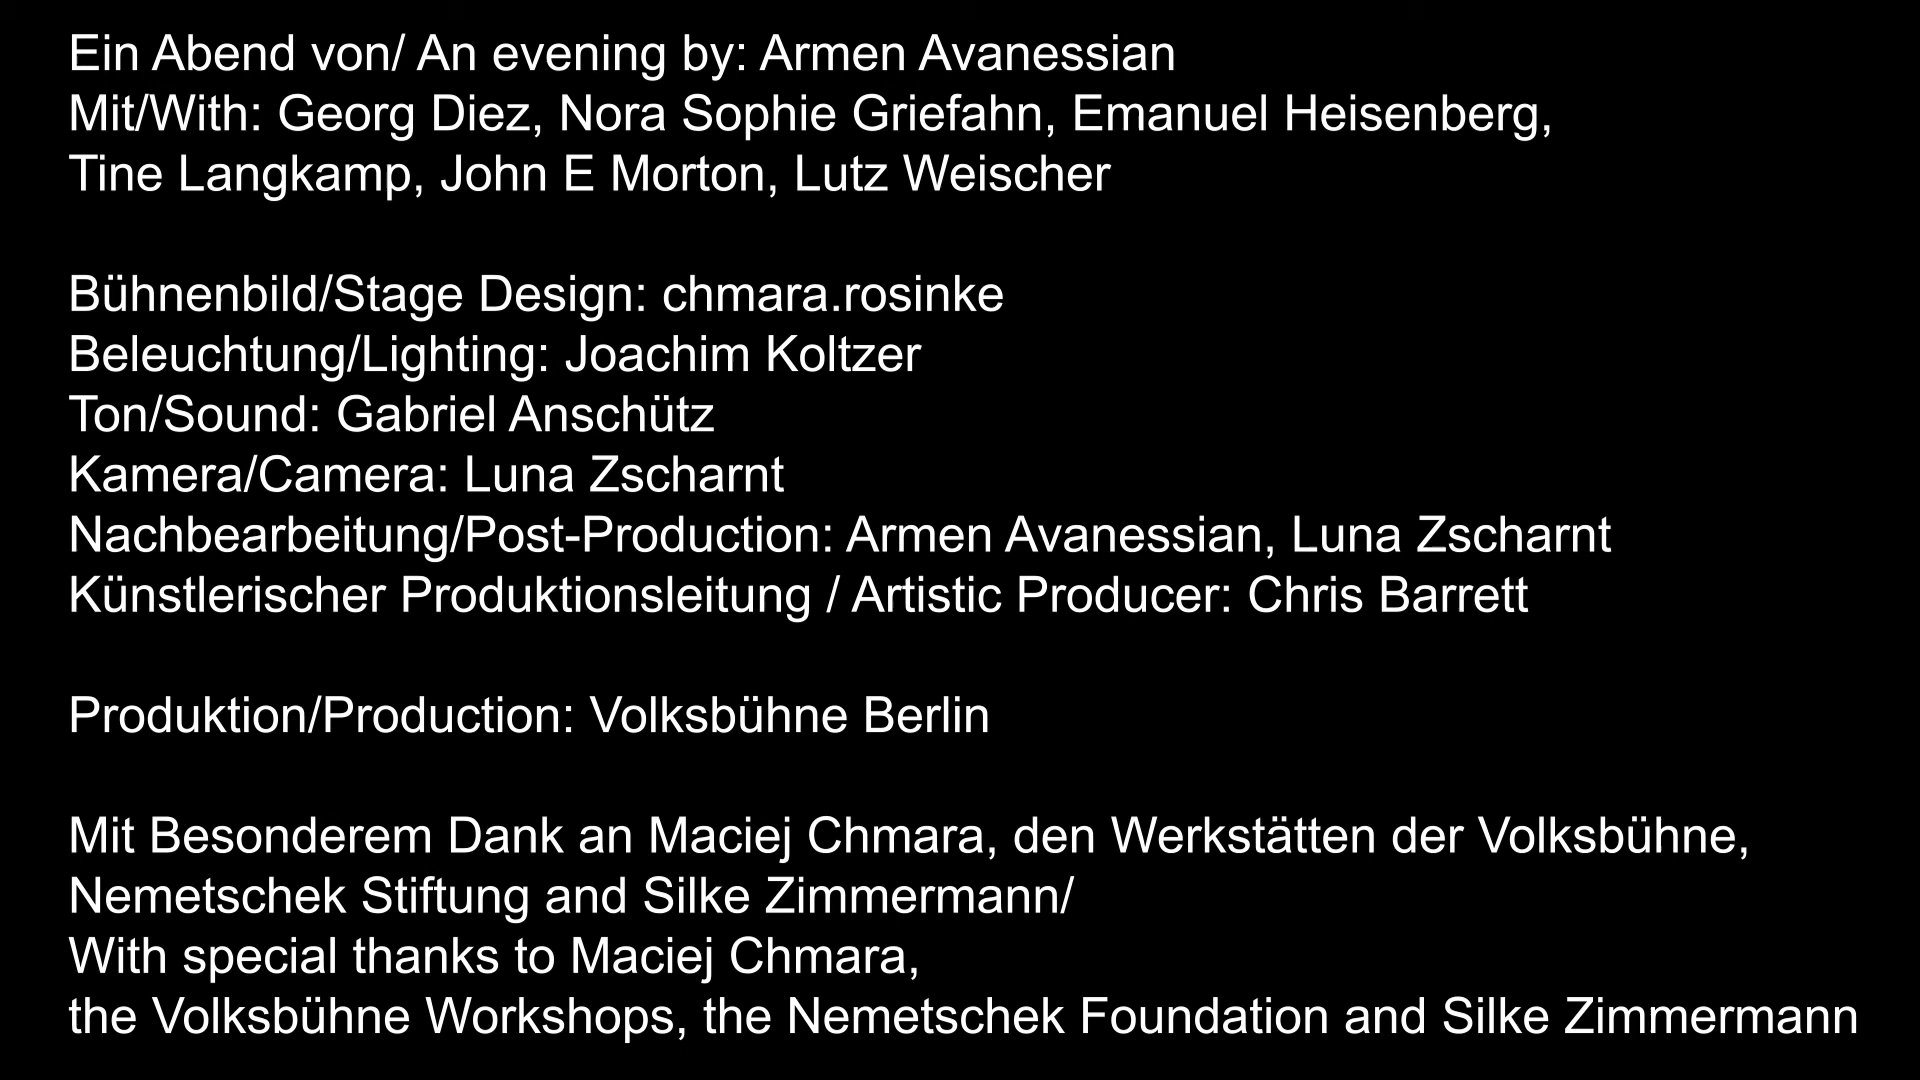 Ein Abend von/ An evening by: Armen Avanessian
Mit/With: Georg Diez, Nora Sophie Griefahn, Emanuel Heisenberg,
Tine Langkamp, John E Morton, Lutz Weischer
Bühnenbild/Stage Design: chmara.rosinke
Beleuchtung/Lighting: Joachim Koltzer
Ton/Sound: Gabriel Anschütz
Kamera/Camera: Luna Zscharnt
Nachbearbeitung/Post-Production: Armen Avanessian, Luna Zscharnt
Künstlerischer Produktionsleitung / Artistic Producer: Chris Barrett
Produktion/Production: Volksbühne Berlin
Mit Besonderem Dank an Maciej Chmara, den Werkstätten der Volksbühne,
Nemetschek Stiftung and Silke Zimmermann/
With special thanks to Maciej Chmara,
the Volksbühne Workshops, the Nemetschek Foundation and Silke Zimmermann